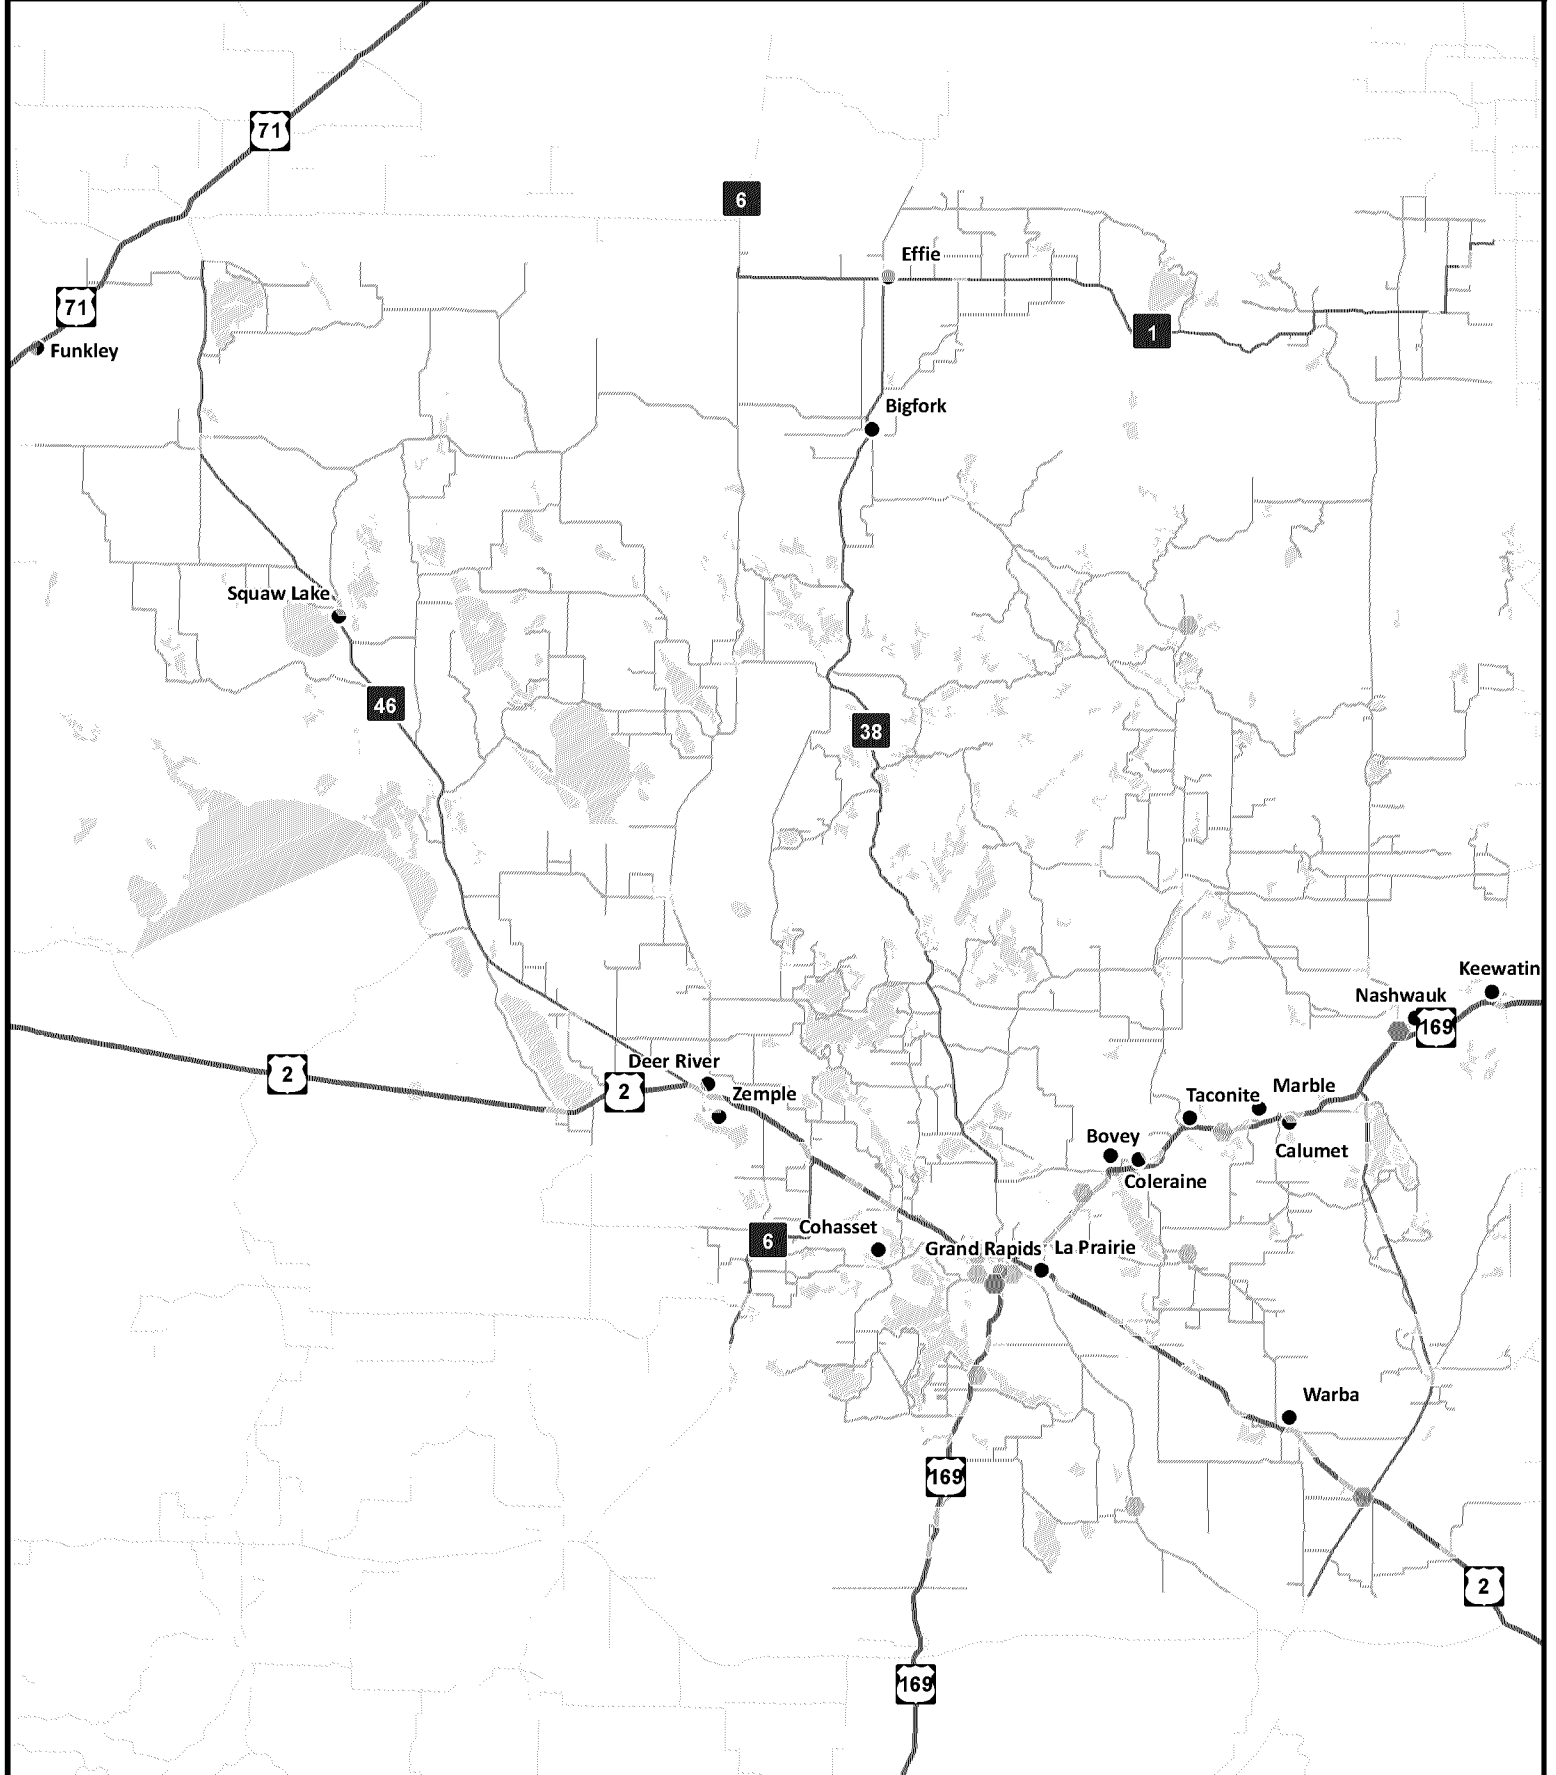 71
6
Effie
71
1
Funkley
Bigfork
Squaw Lake
46
38
Keewatin
Nashwauk
169
2
Deer River
2
Zemple
Taconite
Marble
Bovey
Calumet
Coleraine
Cohasset
6
Grand Rapids
La Prairie
Warba
169
2
169